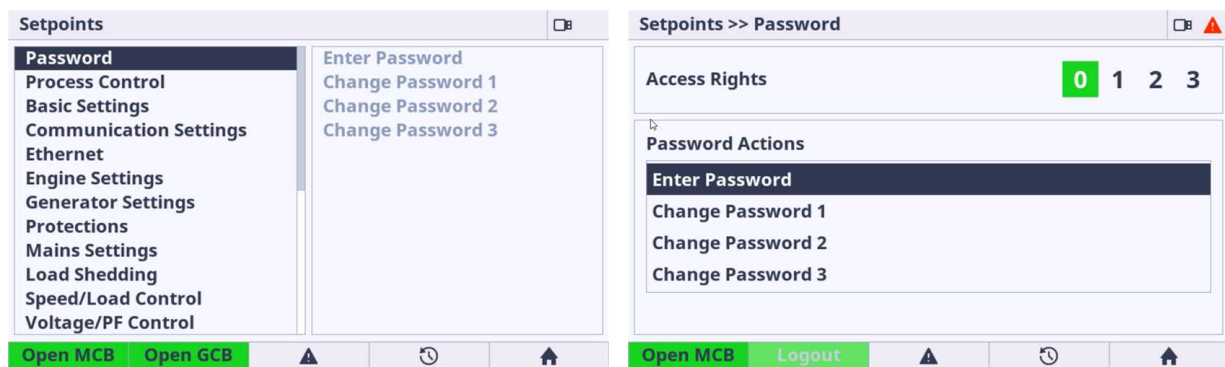 Setpoints
Password
Process Control
Basic Settings
Communication Settings
Ethernet
Engine Settings
Generator Settings
Protections
Mains Settings
Load Shedding
Speed/Load Control
Voltage/PF Control
Enter Password
Change Password 1
Change Password 2
Change Password 3
Open MCB Open GCB
Setpoints >> Password
Access Rights 0 1 2 3
Password Actions
Enter Password
Change Password 1
Change Password 2
Change Password 3
Open MCB Logout